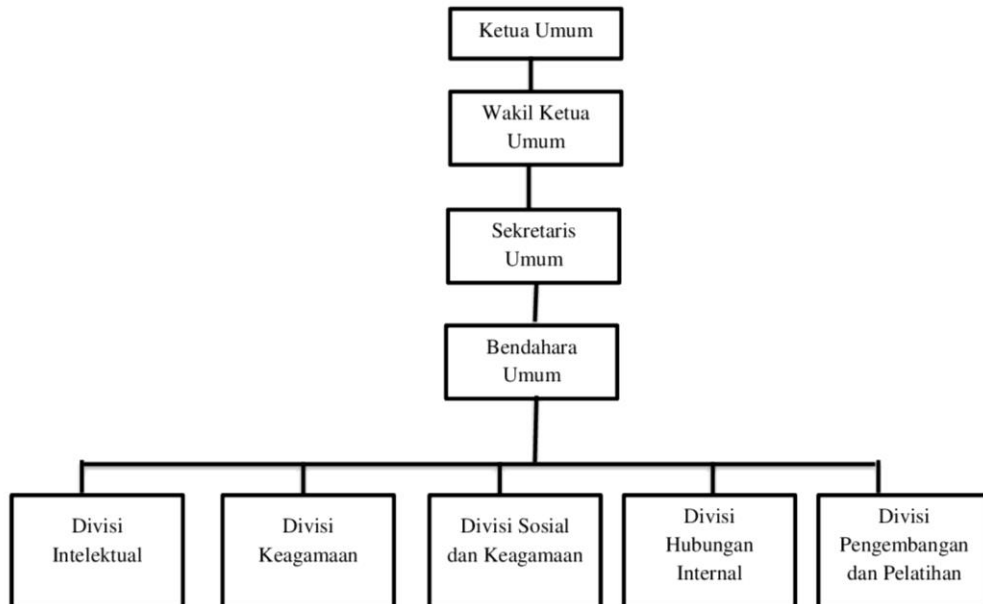 Ketua Umum
Wakil Ketua
Umum
Sekretaris
Umum
Bendahara
Umum
Divisi
Intelektual
Divisi
Keagamaan
Divisi Sosial
dan Keagamaan
Divisi
Hubungan
Internal
Divisi
Pengembangan
dan Pelatihan